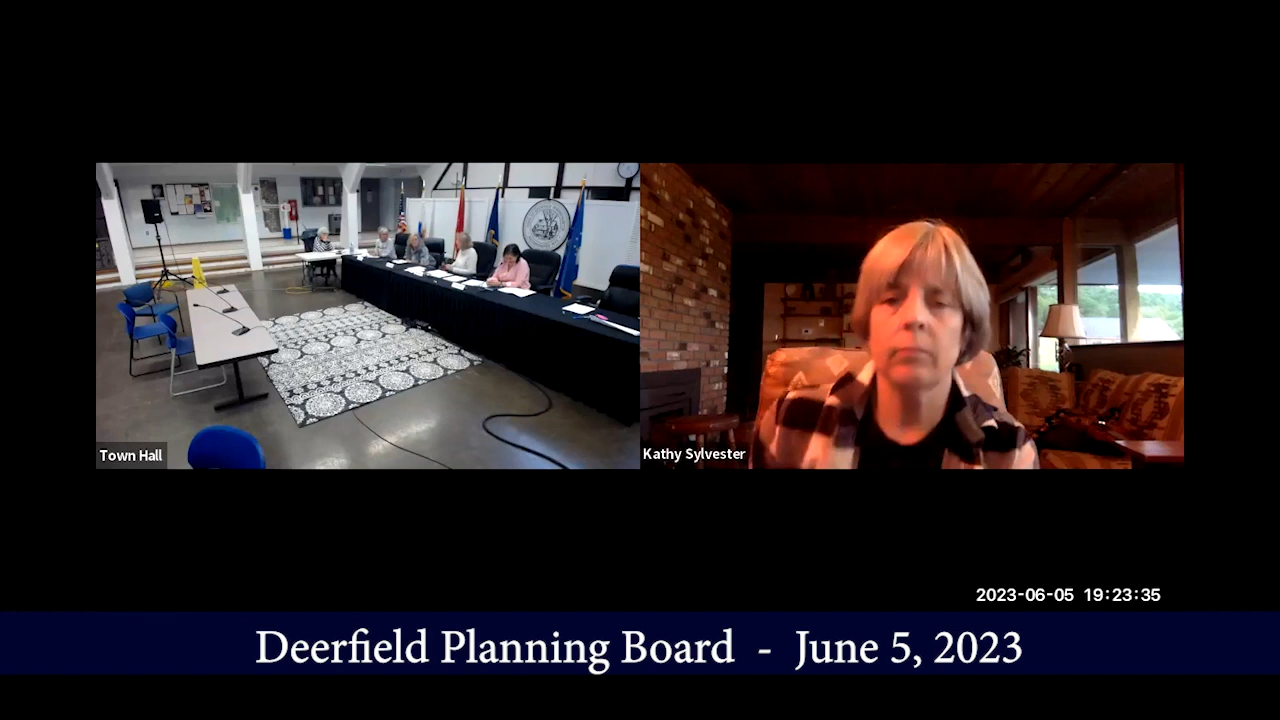 Town Hall
Kathy Sylvester
2023-06-05 19:23:35
Deerfield Planning Board - June 5, 2023